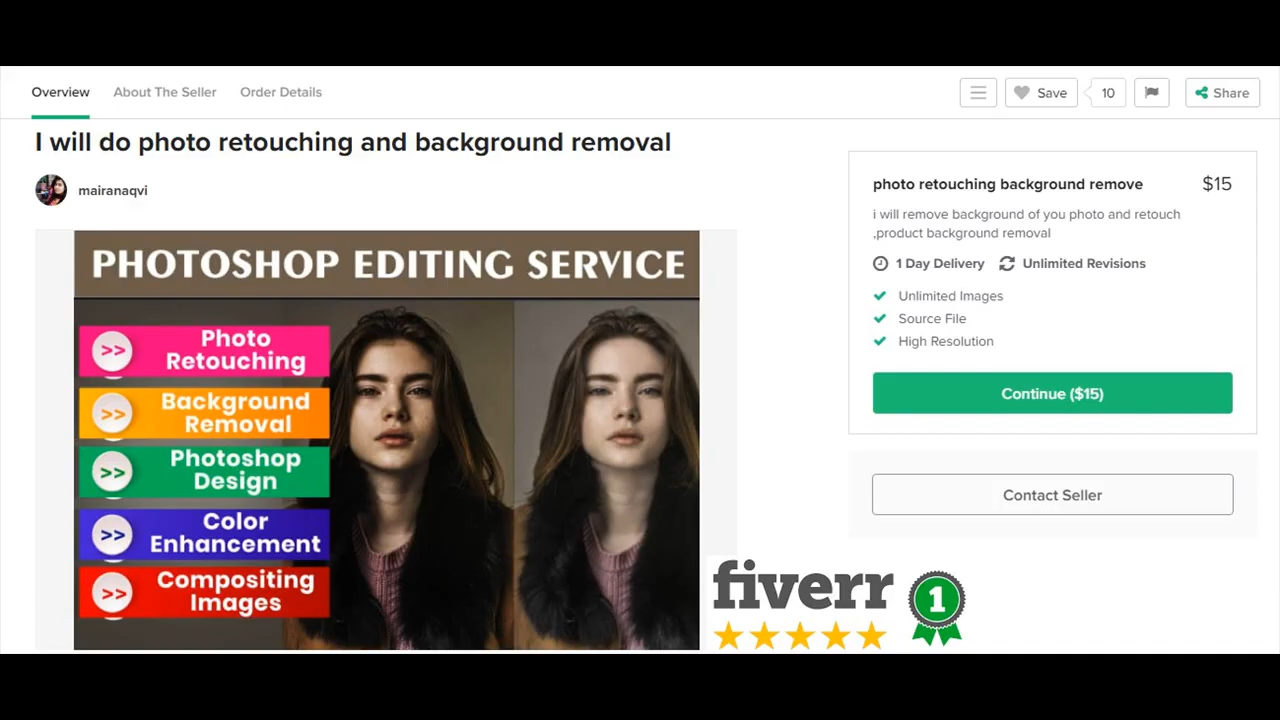 Overview About The Seller Order Details
Save 10 Share
I will do photo retouching and background removal
mairanaqvi
PHOTOSHOP EDITING SERVICE
>> Photo
Retouching
>> Background
Removal
>> Photoshop
Design
>> Color
Enhancement
>> Compositing
Images
photo retouching background remove $15
i will remove background of you photo and retouch
,product background removal
1 Day Delivery Unlimited Revisions
Unlimited Images
Source File
High Resolution
Continue ($15)
Contact Seller
fiverr 1